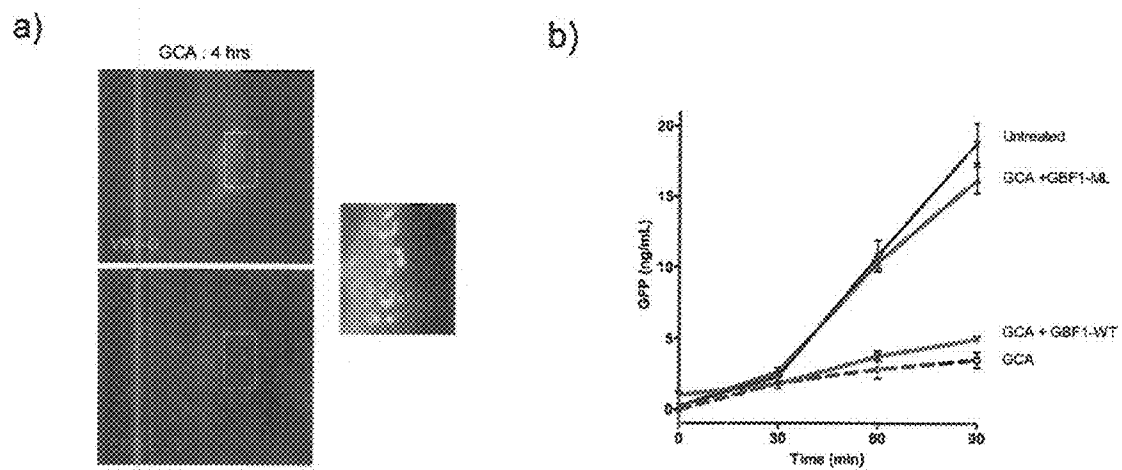 a)
GCA : 4 hrs
b)
20
15
10
5
0
GFP (ng/mL)
0 30 60 90
Time (min)
Untreated
GCA +GBF1-ML
GCA + GBF1-WT
GCA